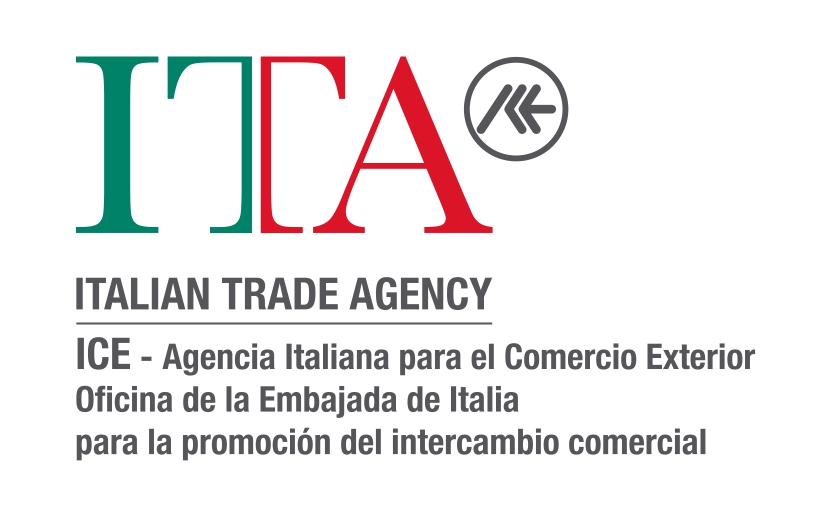 ITA
ITALIAN TRADE AGENCY
ICE - Agencia Italiana para el Comercio Exterior
Oficina de la Embajada de Italia
para la promoción del intercambio comercial